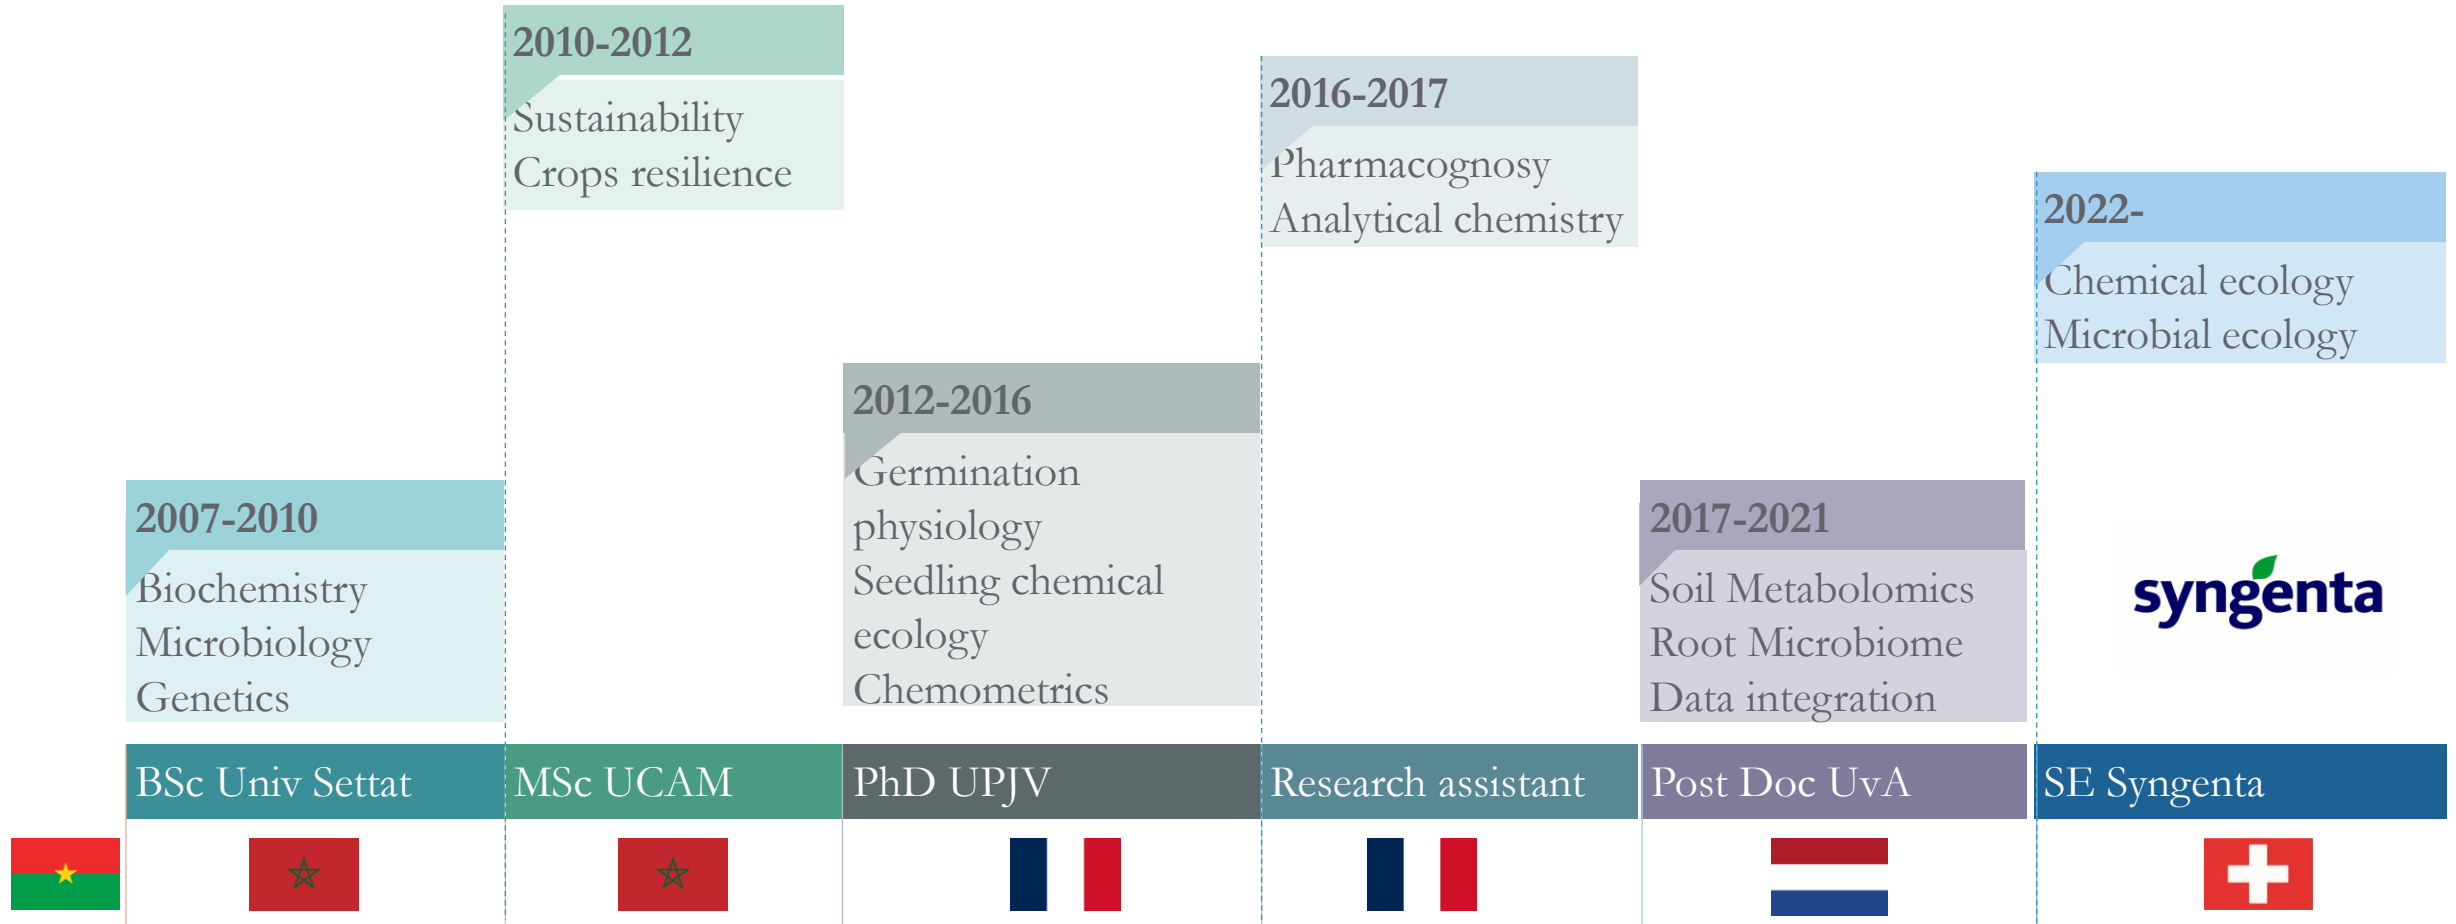 2007-2010
Biochemistry
Microbiology
Genetics
BSc Univ Settat
2010-2012
Sustainability
Crops resilience
MSc UCAM
2012-2016
Germination
physiology
Seedling chemical
ecology
Chemometrics
PhD UPJV
2016-2017
Pharmacognosy
Analytical chemistry
Research assistant
2017-2021
Soil Metabolomics
Root Microbiome
Data integration
Post Doc UvA
2022-
Chemical ecology
Microbial ecology
syngenta
SE Syngenta